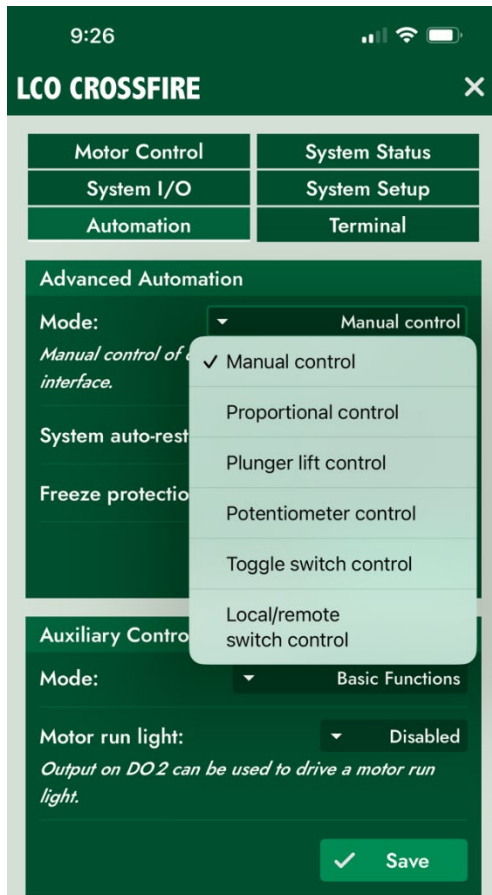 9:26
LCO CROSSFIRE
Motor Control
System Status
System I/O
System Setup
Automation
Terminal
Advanced Automation
Mode:
Manual control
Manual control of
interface.
✓ Manual control
Proportional control
System auto-rest
Plunger lift control
Freeze protectio
Potentiometer control
Toggle switch control
Local/remote
switch control
Auxiliary Contro
Mode:
Basic Functions
Motor run light:
Disabled
Output on DO2 can be used to drive a motor run
light.
Save